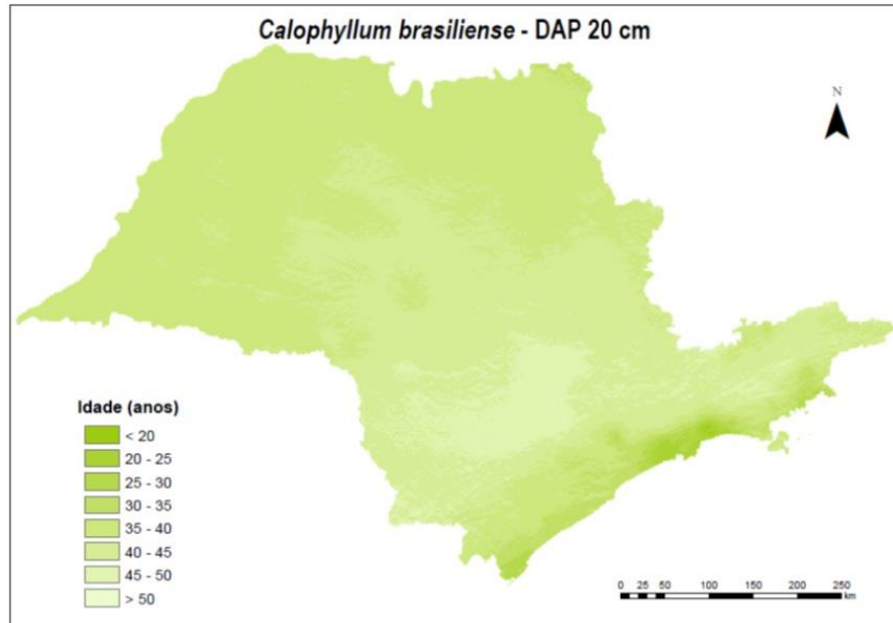 Calophyllum brasiliense - DAP 20 cm
N
Idade (anos)
< 20
20 - 25
25 - 30
30 - 35
35 - 40
40 - 45
45 - 50
> 50
0 25 50 100 150 200 250
km